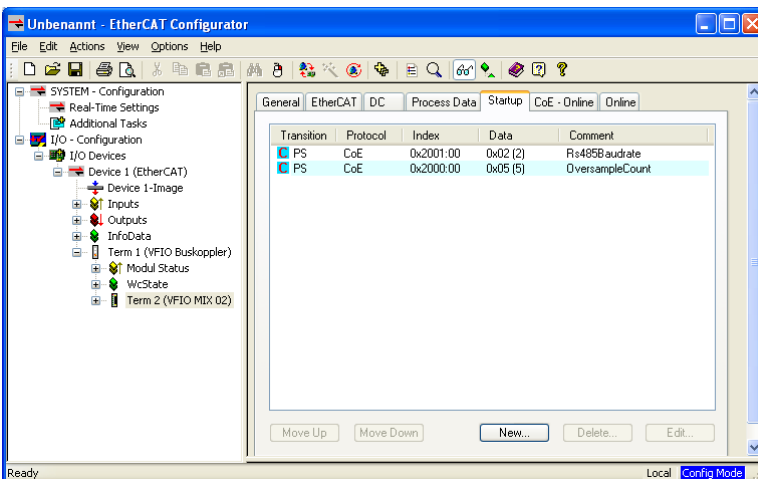 Unbenannt - EtherCAT Configurator
File Edit Actions View Options Help
SYSTEM - Configuration
Real-Time Settings
Additional Tasks
I/O - Configuration
I/O Devices
Device 1 (EtherCAT)
Device 1-Image
Inputs
Outputs
InfoData
Term 1 (VFIO Buskoppler)
Modul Status
WcState
Term 2 (VFIO MIX 02)
General EtherCAT DC Process Data Startup CoE - Online Online
Transition Protocol Index Data Comment
C PS CoE 0x2001:00 0x02 (2) Rs485Baudrate
C PS CoE 0x2000:00 0x05 (5) OversampleCount
Move Up Move Down New... Delete... Edit...
Ready Local Config Mode